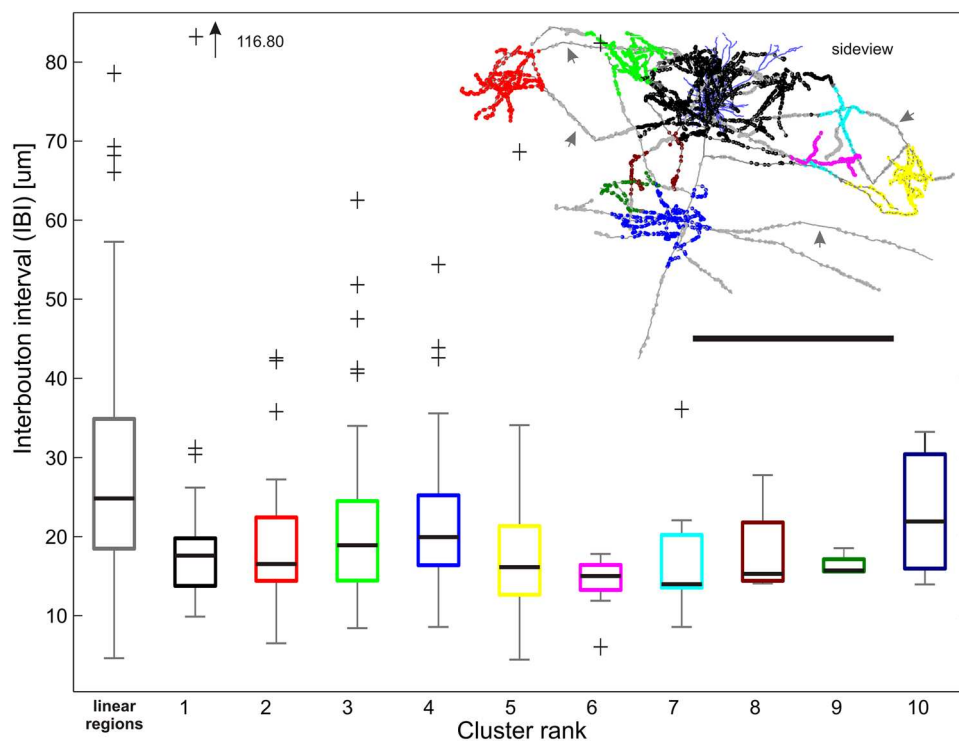 116.80
sideview
Interbouton interval (IBI) [um]
80
70
60
50
40
30
20
10
linear regions 1 2 3 4 5 6 7 8 9 10
Cluster rank